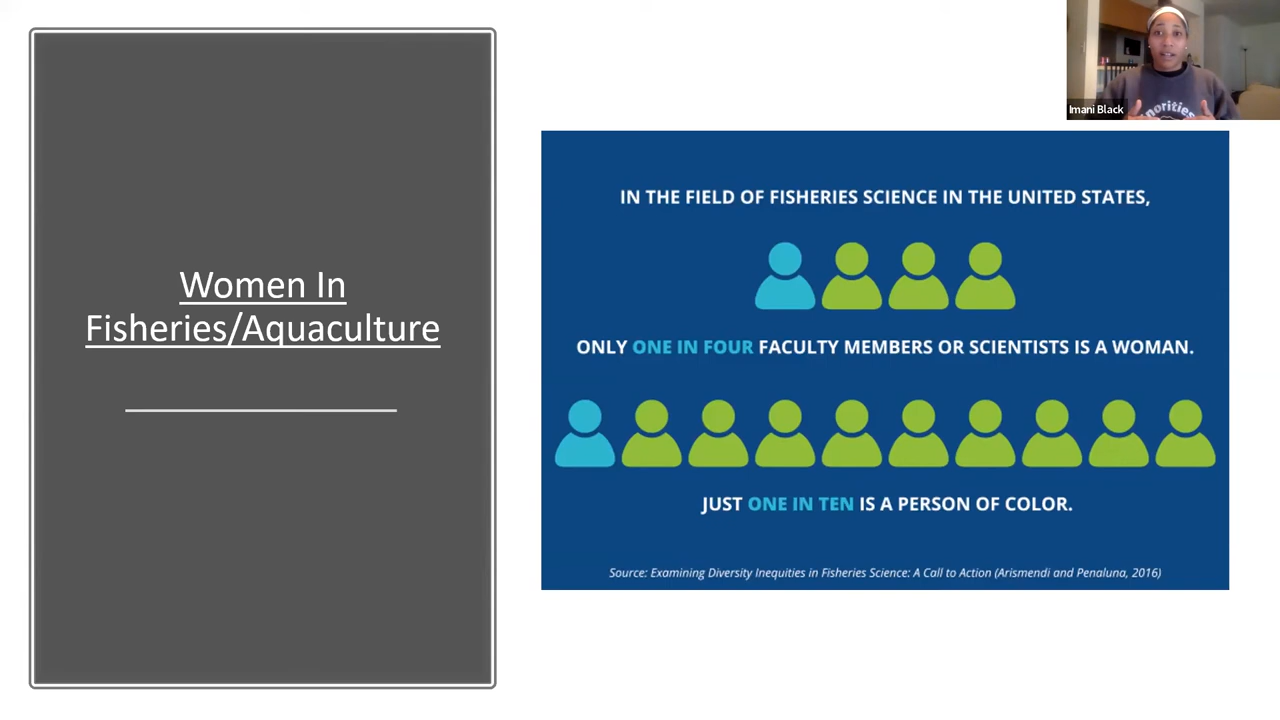 Women In
Fisheries/Aquaculture
Imani Black
norities
IN THE FIELD OF FISHERIES SCIENCE IN THE UNITED STATES,
ONLY ONE IN FOUR FACULTY MEMBERS OR SCIENTISTS IS A WOMAN.
JUST ONE IN TEN IS A PERSON OF COLOR.
Source: Examining Diversity Inequities in Fisheries Science: A Call to Action (Arismendi and Penaluna, 2016)